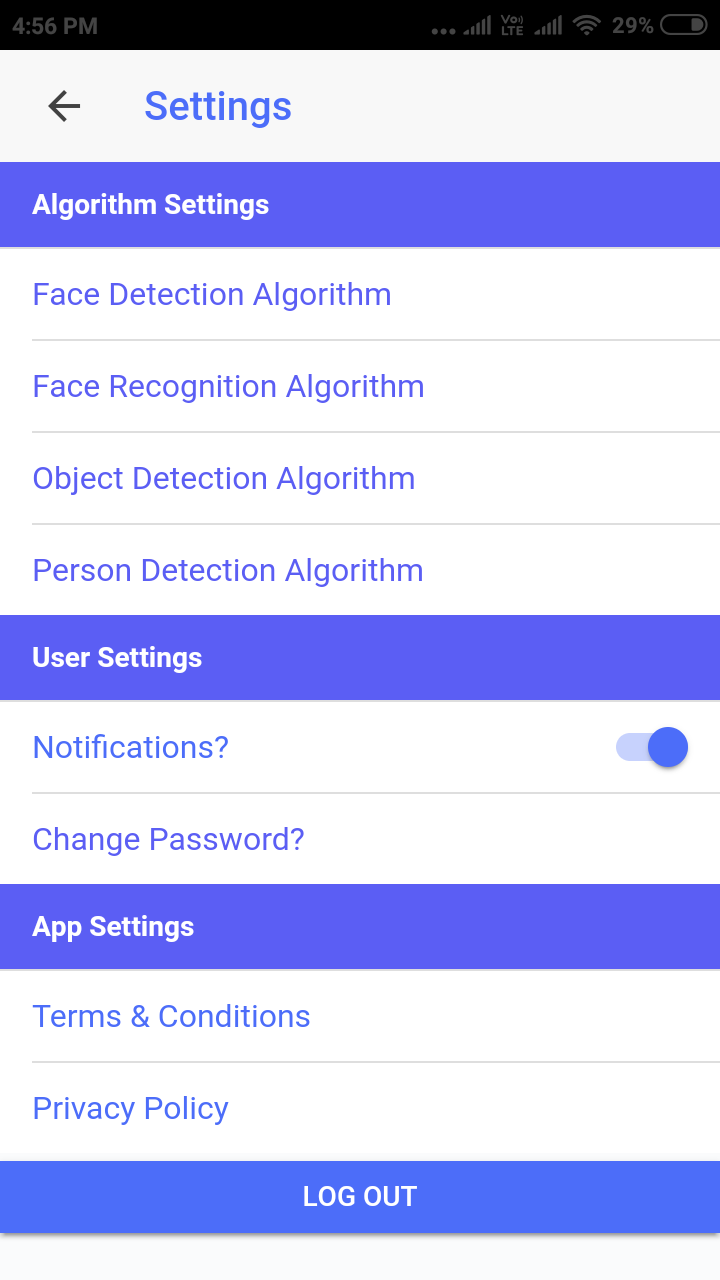 4:56 PM ... Vo) LTE 29%
Settings
Algorithm Settings
Face Detection Algorithm
Face Recognition Algorithm
Object Detection Algorithm
Person Detection Algorithm
User Settings
Notifications?
Change Password?
App Settings
Terms & Conditions
Privacy Policy
LOG OUT